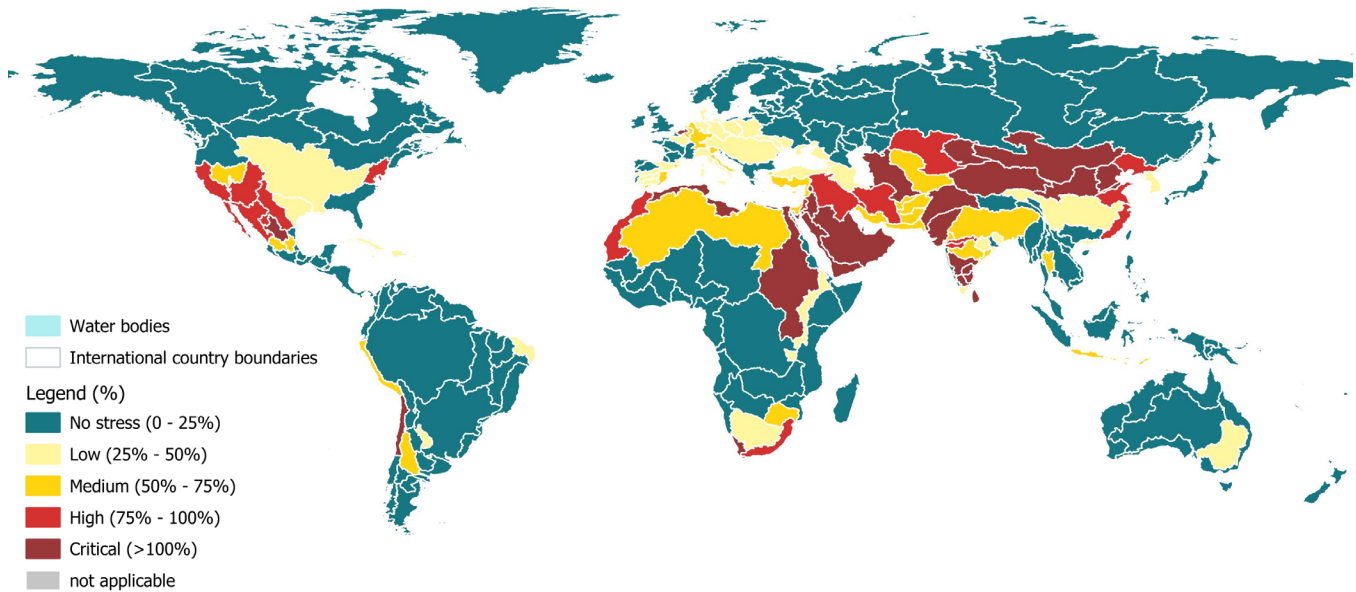 Water bodies
International country boundaries
Legend (%)
No stress (0 - 25%)
Low (25% - 50%)
Medium (50% - 75%)
High (75% - 100%)
Critical (>100%)
not applicable